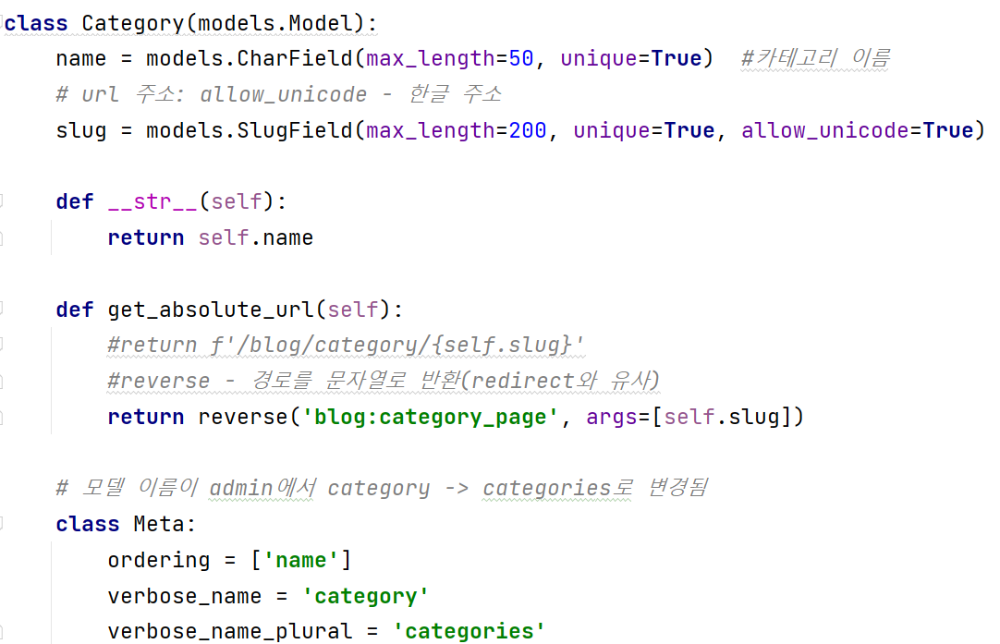 class Category(models.Model):
    name = models.CharField(max_length=50, unique=True)  #카테고리 이름
    # url 주소: allow_unicode - 한글 주소
    slug = models.SlugField(max_length=200, unique=True, allow_unicode=True)
    def __str__(self):
        return self.name
    def get_absolute_url(self):
        #return f'/blog/category/{self.slug}'
        #reverse - 경로를 문자열로 반환(redirect와 유사)
        return reverse('blog:category_page', args=[self.slug])
    # 모델 이름이 admin에서 category -> categories로 변경됨
    class Meta:
        ordering = ['name']
        verbose_name = 'category'
        verbose_name_plural = 'categories'